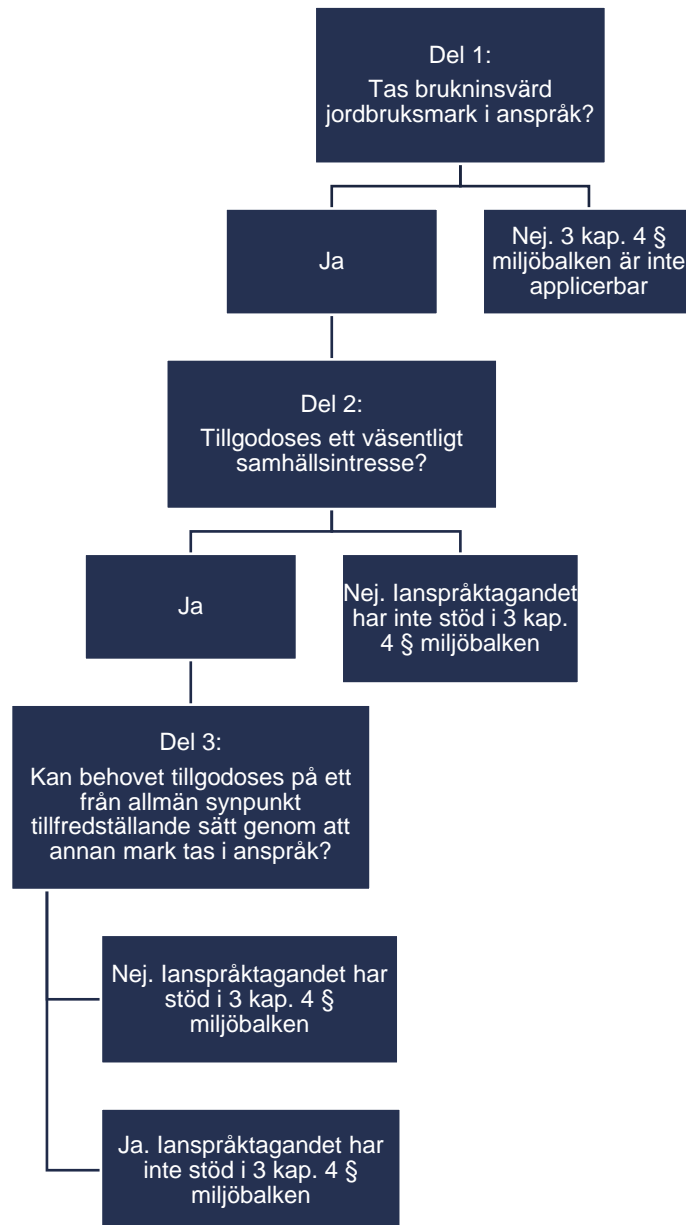 Del 1:
Tas brukninsvärd
jordbruksmark i anspråk?
Ja
Nej. 3 kap. 4 §
miljöbalken är inte
applicerbar
Del 2:
Tillgodoses ett väsentligt
samhällsintresse?
Ja
Nej. Ianspråktagandet
har inte stöd i 3 kap.
4 § miljöbalken
Del 3:
Kan behovet tillgodoses på ett
från allmän synpunkt
tillfredställande sätt genom att
annan mark tas i anspråk?
Nej. Ianspråktagandet har
stöd i 3 kap. 4 §
miljöbalken
Ja. Ianspråktagandet har
inte stöd i 3 kap. 4 §
miljöbalken